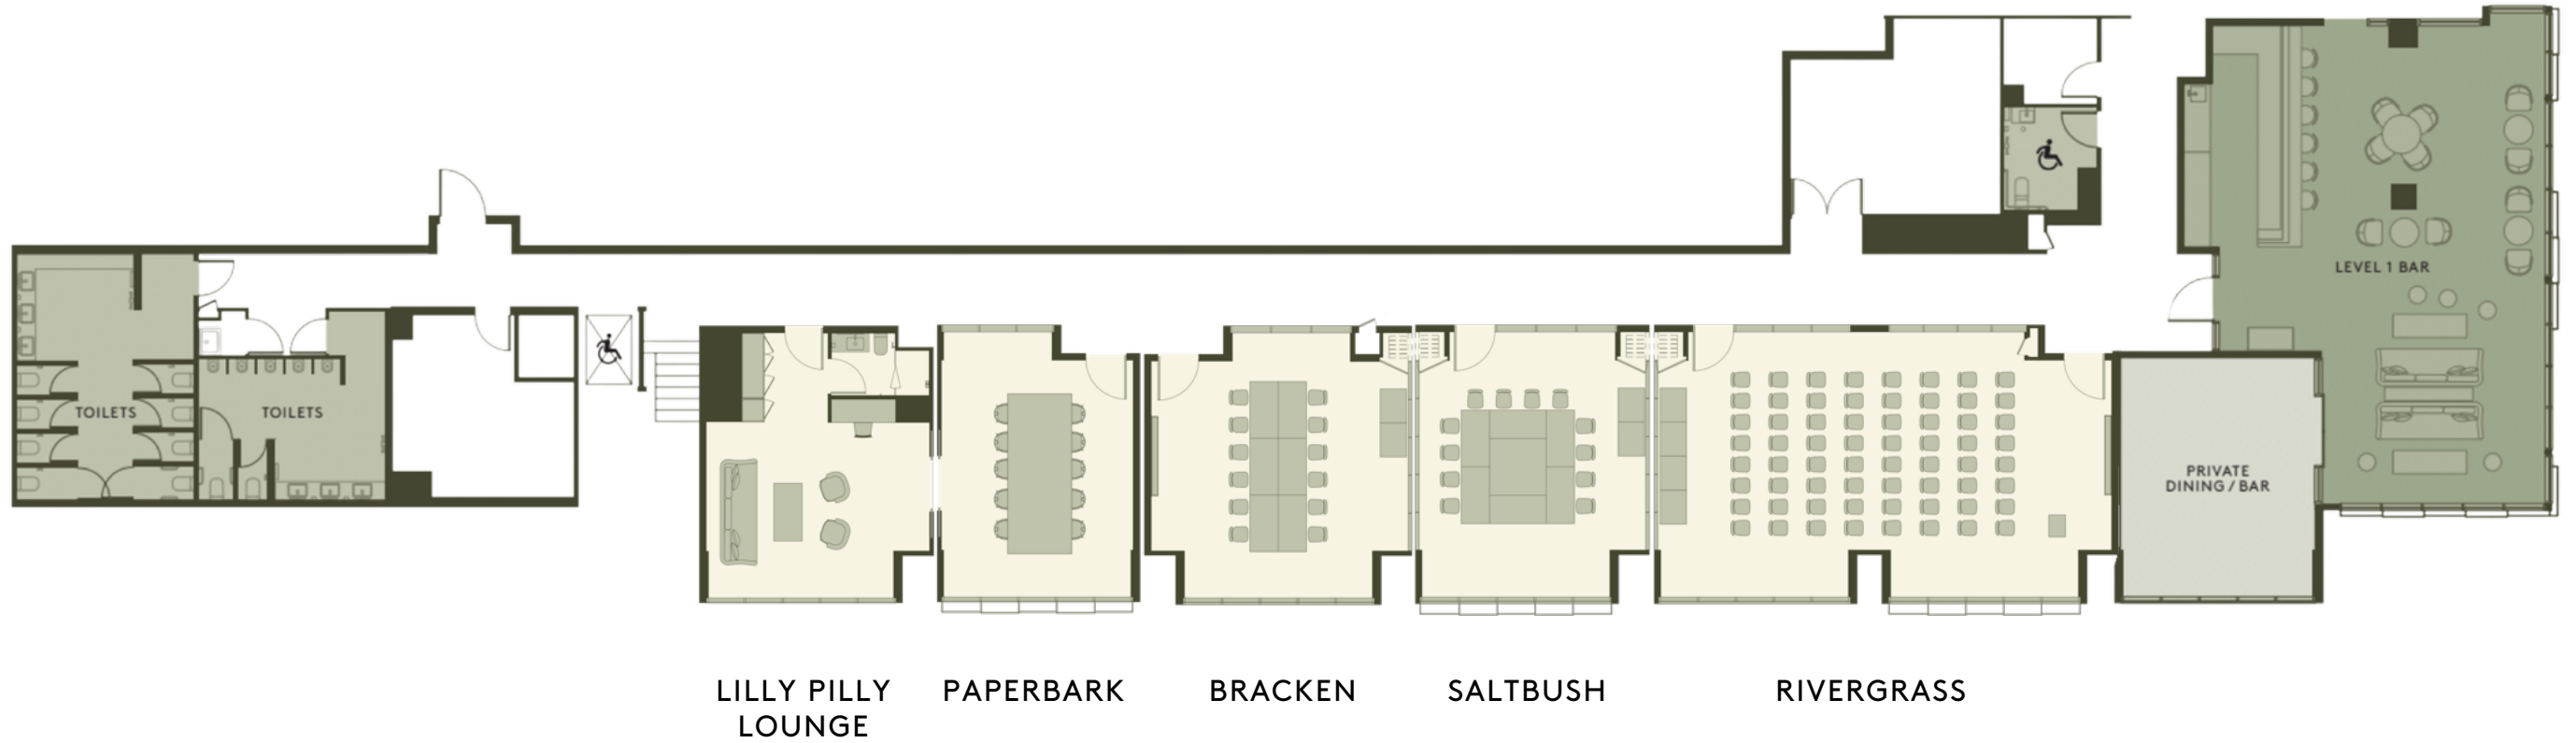 LEVEL 1 BAR
TOILETS
TOILETS
PRIVATE
DINING / BAR
LILLY PILLY
LOUNGE
PAPERBARK
BRACKEN
SALTBUSH
RIVERGRASS